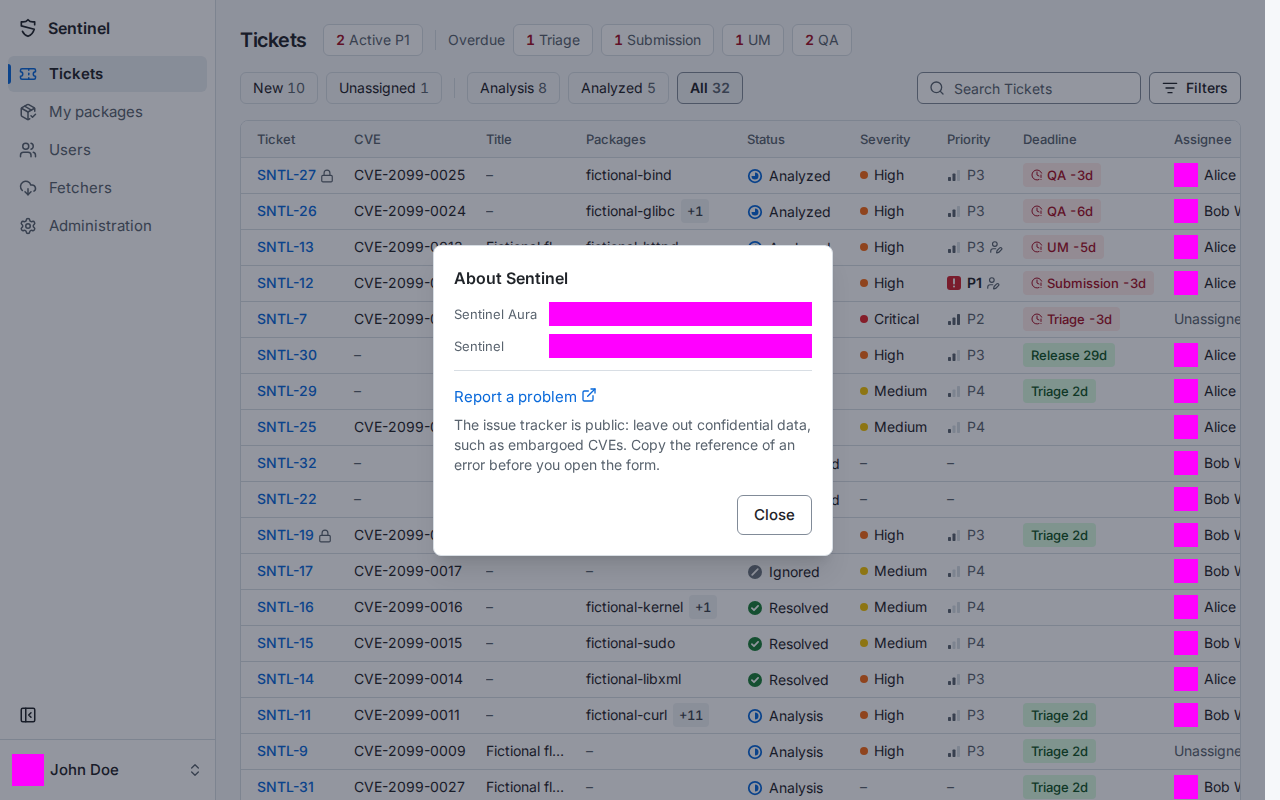 Sentinel
Tickets
My packages
Users
Fetchers
Administration
John Doe
Tickets 2 Active P1 Overdue 1 Triage 1 Submission 1 UM 2 QA
New 10 Unassigned 1 Analysis 8 Analyzed 5 All 32 Search Tickets Filters
Ticket CVE Title Packages Status Severity Priority Deadline Assignee
SNTL-27 CVE-2099-0025 – fictional-bind Analyzed High P3 QA -3d Alice
SNTL-26 CVE-2099-0024 – fictional-glibc +1 Analyzed High P3 QA -6d Bob
SNTL-13 High P3 UM -5d Alice
SNTL-12 High P1 Submission -3d Alice
SNTL-7 Critical P2 Triage -3d
SNTL-30 – High P3 Release 29d Alice
SNTL-29 – Medium P4 Triage 2d Alice
SNTL-25 Medium P4 Alice
SNTL-32 – – – Bob
SNTL-22 – – – Bob
SNTL-19 High P3 Triage 2d Bob
SNTL-17 CVE-2099-0017 – – Ignored Medium P4 Bob
SNTL-16 CVE-2099-0016 – fictional-kernel +1 Resolved Medium P4 Alice
SNTL-15 CVE-2099-0015 – fictional-sudo Resolved Medium P4 Bob
SNTL-14 CVE-2099-0014 – fictional-libxml Resolved High P3 Alice
SNTL-11 CVE-2099-0011 – fictional-curl +11 Analysis High P3 Triage 2d Bob
SNTL-9 CVE-2099-0009 Fictional fl... – Analysis High P3 Triage 2d
SNTL-31 CVE-2099-0027 Fictional fl... – Analysis – – Triage 2d Bob
About Sentinel
Sentinel Aura
Sentinel
Report a problem
The issue tracker is public: leave out confidential data,
such as embargoed CVEs. Copy the reference of an
error before you open the form.
Close